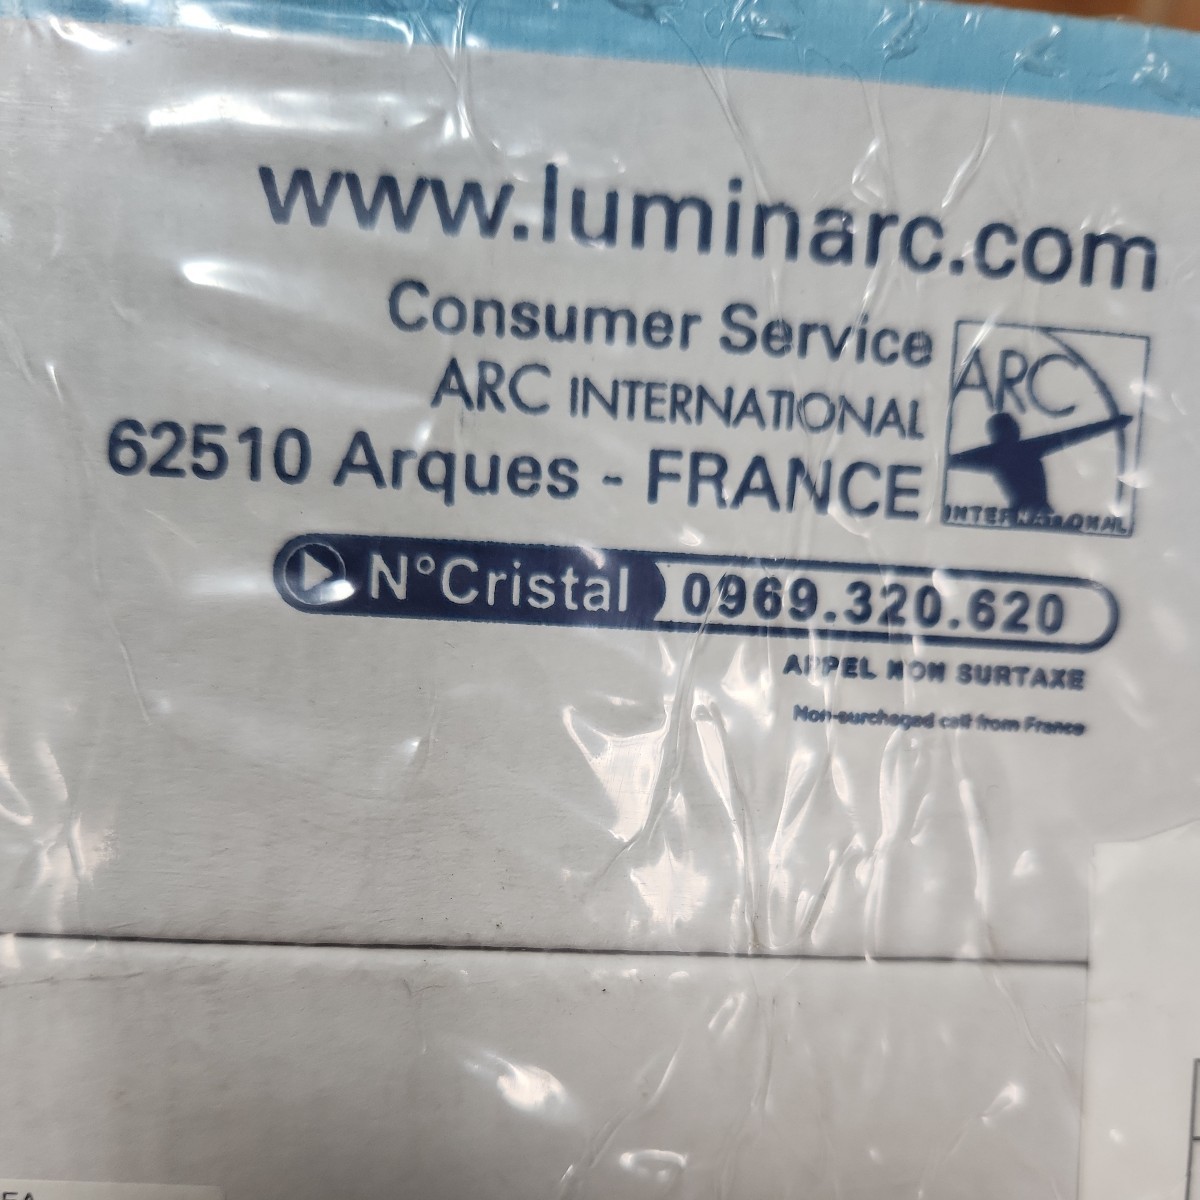 www.luminarc.com
Consumer Service
ARC INTERNATIONAL
62510 Arques - FRANCE
ARC
INTERNATIONAL
N°Cristal 0969.320.620
APPEL NON SURTAXE
Non-surchaged call from France